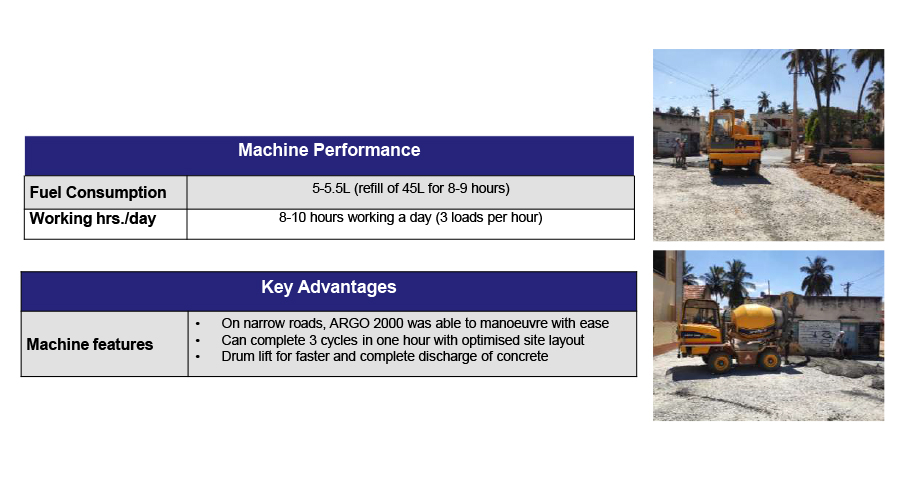 Machine Performance
Fuel Consumption
5-5.5L (refill of 45L for 8-9 hours)
Working hrs./day
8-10 hours working a day (3 loads per hour)
Key Advantages
Machine features
• On narrow roads, ARGO 2000 was able to manoeuvre with ease
• Can complete 3 cycles in one hour with optimised site layout
• Drum lift for faster and complete discharge of concrete